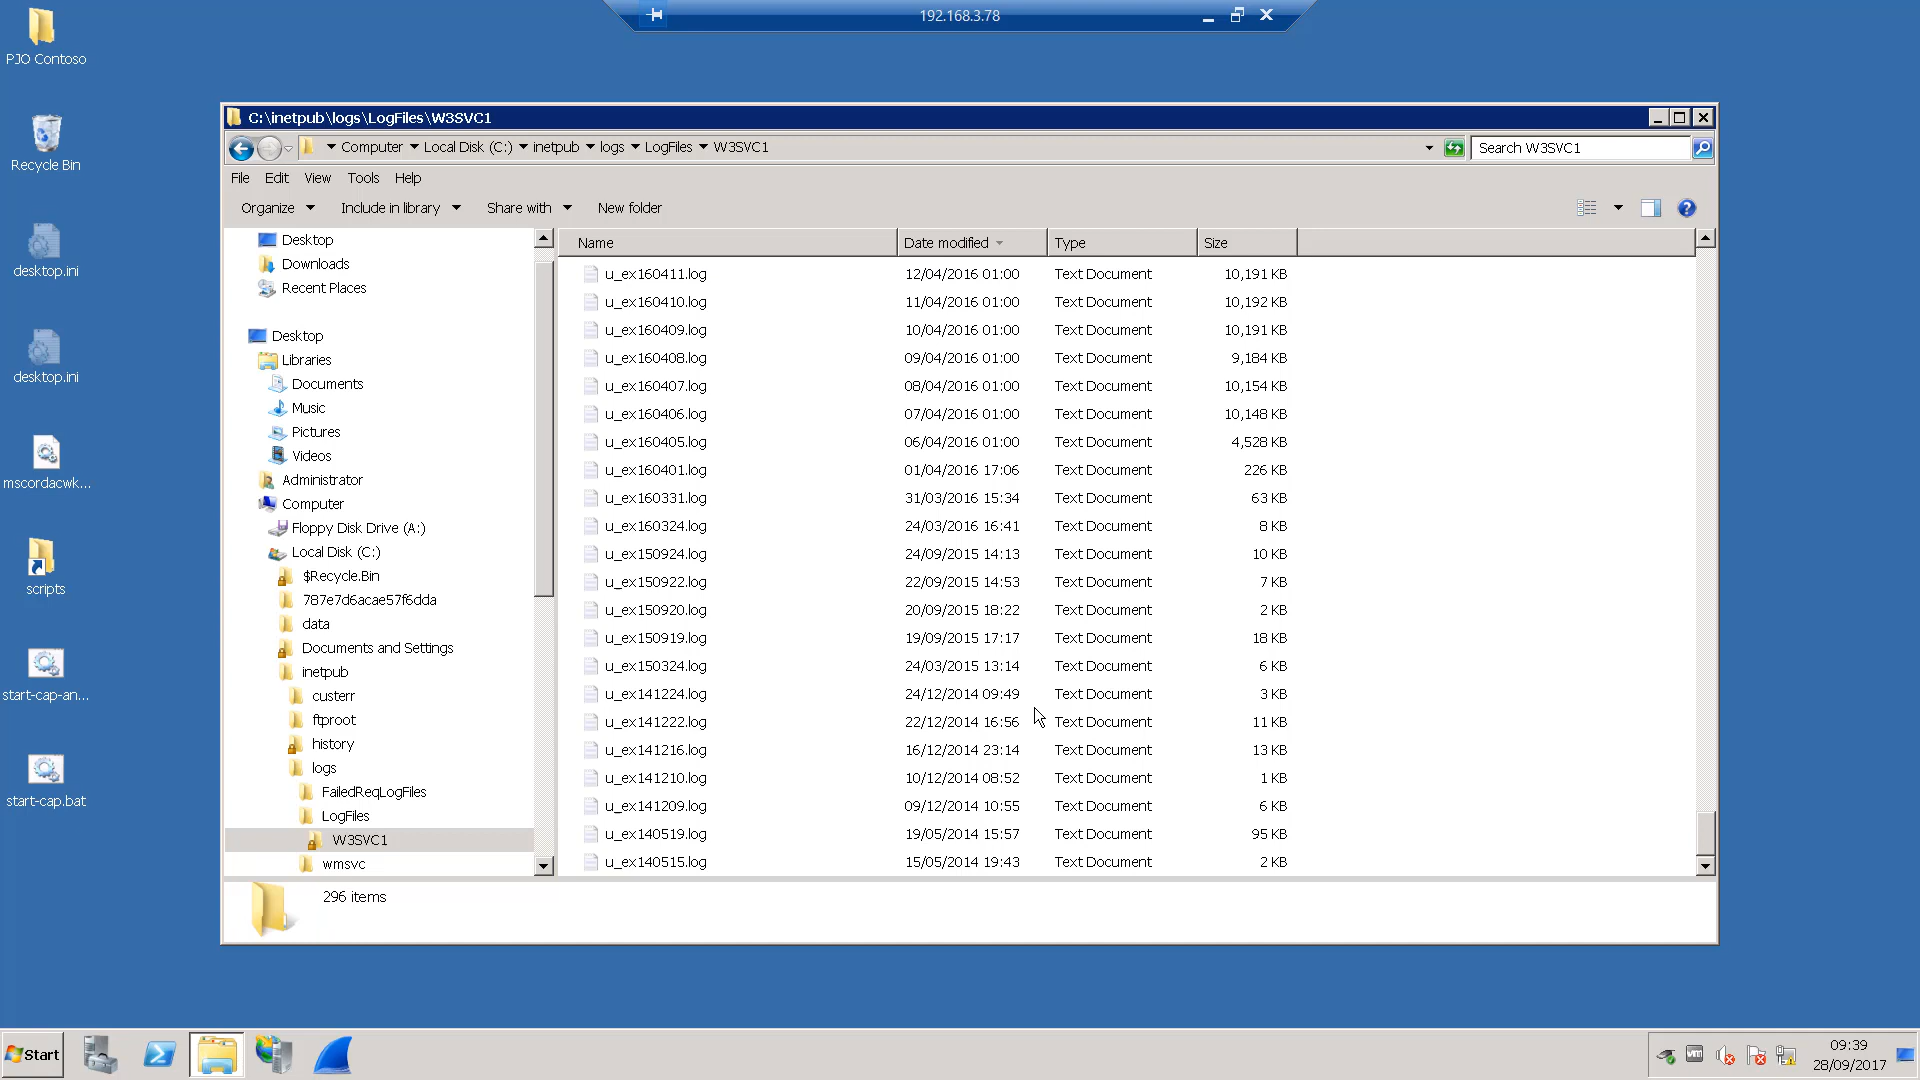 192.168.3.78
PJO Contoso
Recycle Bin
desktop.ini
desktop.ini
mscordacwk...
scripts
start-cap-an...
start-cap.bat
C:\inetpub\logs\LogFiles\W3SVC1
Computer Local Disk (C:) inetpub logs LogFiles W3SVC1
Search W3SVC1
File Edit View Tools Help
Organize Include in library Share with New folder
Desktop
Downloads
Recent Places
Desktop
Libraries
Documents
Music
Pictures
Videos
Administrator
Computer
Floppy Disk Drive (A:)
Local Disk (C:)
$Recycle.Bin
787e7d6acae57f6dda
data
Documents and Settings
inetpub
custerr
ftproot
history
logs
FailedReqLogFiles
LogFiles
W3SVC1
wmsvc
Name Date modified Type Size
u_ex160411.log 12/04/2016 01:00 Text Document 10,191 KB
u_ex160410.log 11/04/2016 01:00 Text Document 10,192 KB
u_ex160409.log 10/04/2016 01:00 Text Document 10,191 KB
u_ex160408.log 09/04/2016 01:00 Text Document 9,184 KB
u_ex160407.log 08/04/2016 01:00 Text Document 10,154 KB
u_ex160406.log 07/04/2016 01:00 Text Document 10,148 KB
u_ex160405.log 06/04/2016 01:00 Text Document 4,528 KB
u_ex160401.log 01/04/2016 17:06 Text Document 226 KB
u_ex160331.log 31/03/2016 15:34 Text Document 63 KB
u_ex160324.log 24/03/2016 16:41 Text Document 8 KB
u_ex150924.log 24/09/2015 14:13 Text Document 10 KB
u_ex150922.log 22/09/2015 14:53 Text Document 7 KB
u_ex150920.log 20/09/2015 18:22 Text Document 2 KB
u_ex150919.log 19/09/2015 17:17 Text Document 18 KB
u_ex150324.log 24/03/2015 13:14 Text Document 6 KB
u_ex141224.log 24/12/2014 09:49 Text Document 3 KB
u_ex141222.log 22/12/2014 16:56 Text Document 11 KB
u_ex141216.log 16/12/2014 23:14 Text Document 13 KB
u_ex141210.log 10/12/2014 08:52 Text Document 1 KB
u_ex141209.log 09/12/2014 10:55 Text Document 6 KB
u_ex140519.log 19/05/2014 15:57 Text Document 95 KB
u_ex140515.log 15/05/2014 19:43 Text Document 2 KB
296 items
Start
vm
09:39
28/09/2017